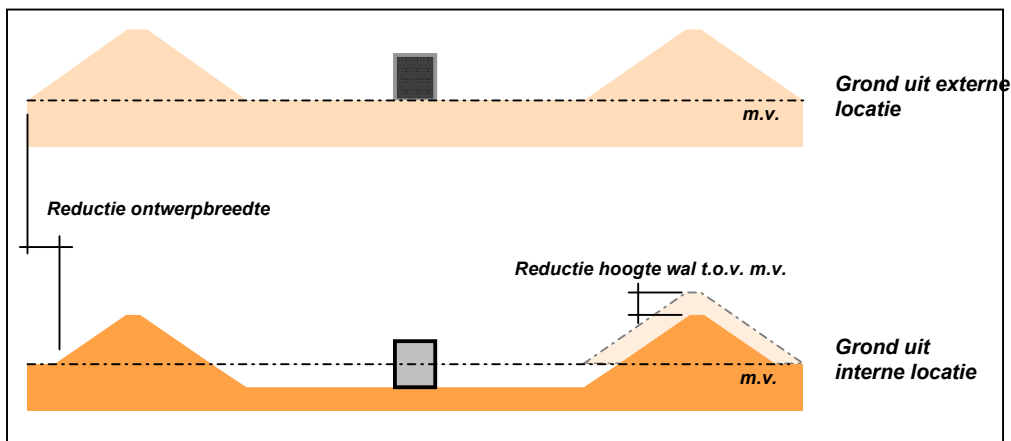 Grond uit externe
locatie
m.v.
Reductie ontwerpbreedte
Reductie hoogte wal t.o.v. m.v.
Grond uit
interne locatie
m.v.